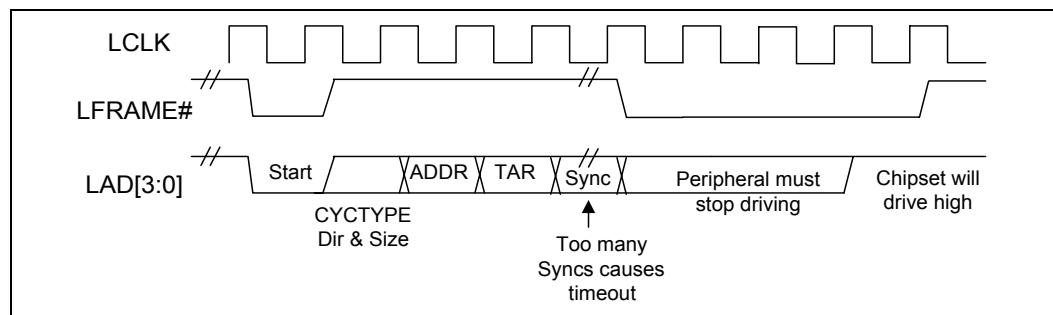 LCLK
LFRAME#
LAD[3:0]
Start
ADDR
TAR
Sync
Peripheral must
stop driving
Chipset will
drive high
CYCTYPE
Dir & Size
Too many
Syncs causes
timeout